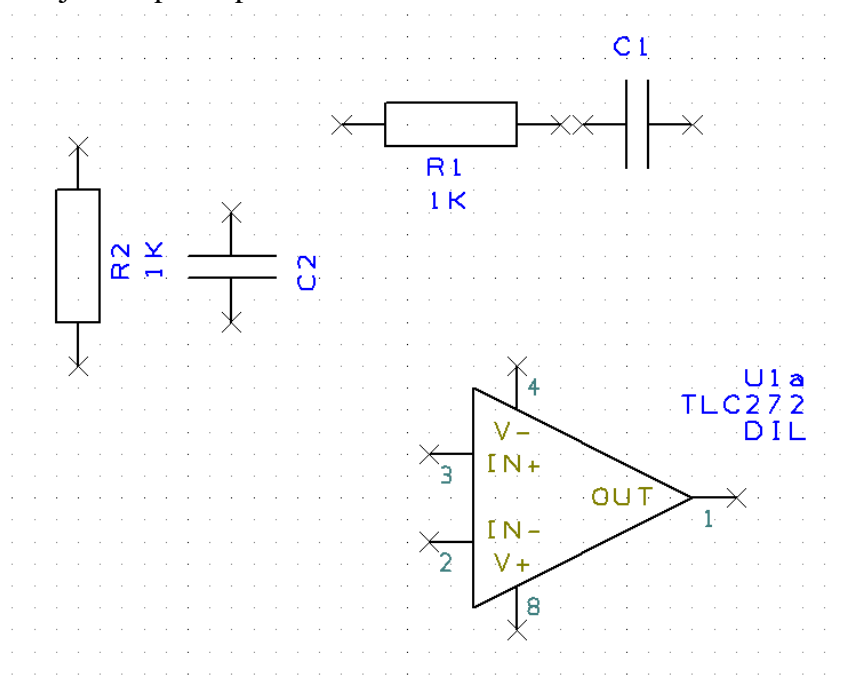 C1
R1
1K
R2
1K
C2
U1a
TLC272
DIL
4
V-
3
IN+
OUT
1
IN-
2
V+
8